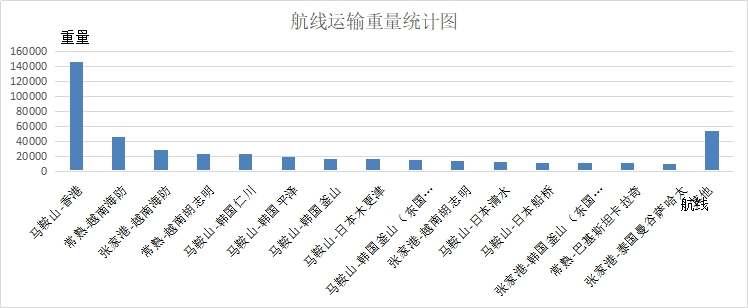 航线运输重量统计图
重量
160000
140000
120000
100000
80000
60000
40000
20000
0
马鞍山-香港
常熟-越南海防
张家港-越南海防
常熟-越南胡志明
马鞍山-韩国仁川
马鞍山-韩国平泽
马鞍山-韩国釜山
马鞍山-日本木更津
马鞍山-韩国釜山（东国…
张家港-越南胡志明
马鞍山-日本清水
马鞍山-日本船桥
张家港-韩国釜山（东国…
常熟-巴基斯坦卡拉奇
张家港-泰国曼谷萨哈太
其他
航线